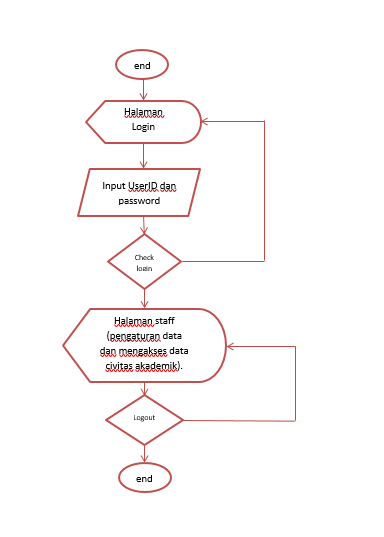 end
Halaman
Login
Input UserID dan
password
Check
login
Halaman staff
(pengaturan data
dan mengakses data
civitas akademik).
Logout
end